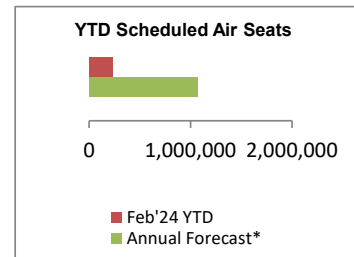 YTD Scheduled Air Seats
0 1,000,000 2,000,000
Feb'24 YTD
Annual Forecast*